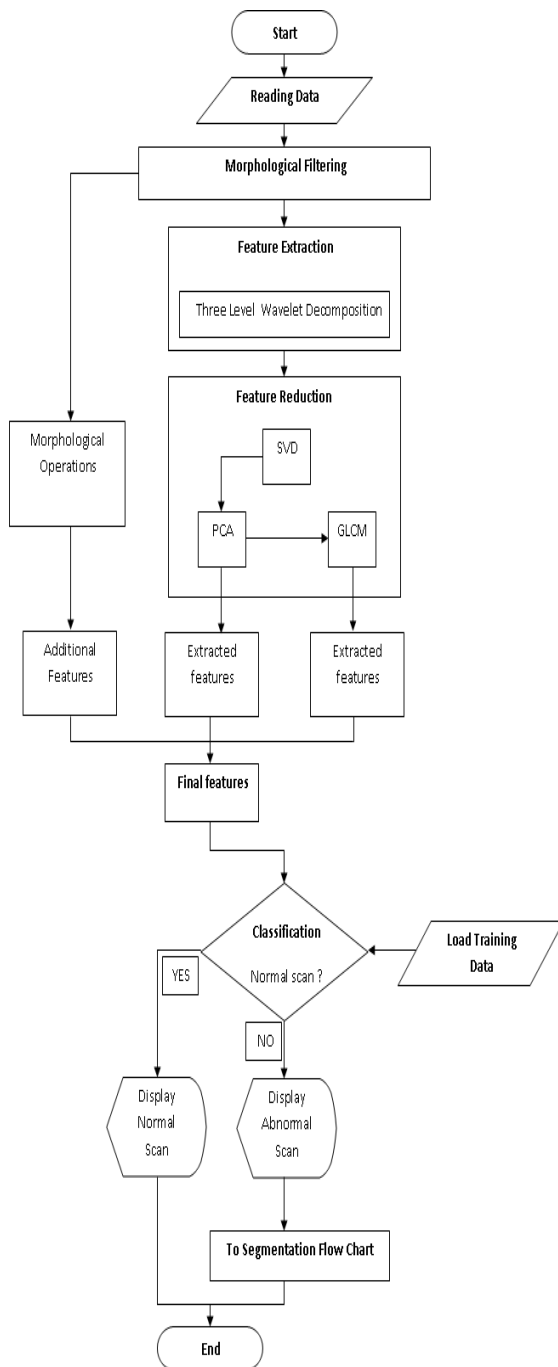 Start
Reading Data
Morphological Filtering
Feature Extraction
Three Level Wavelet Decomposition
Feature Reduction
SVD
PCA
GLCM
Morphological
Operations
Additional
Features
Extracted
features
Extracted
features
Final features
Classification
Normal scan ?
Load Training
Data
YES
NO
Display
Normal
Scan
Display
Abnormal
Scan
To Segmentation Flow Chart
End